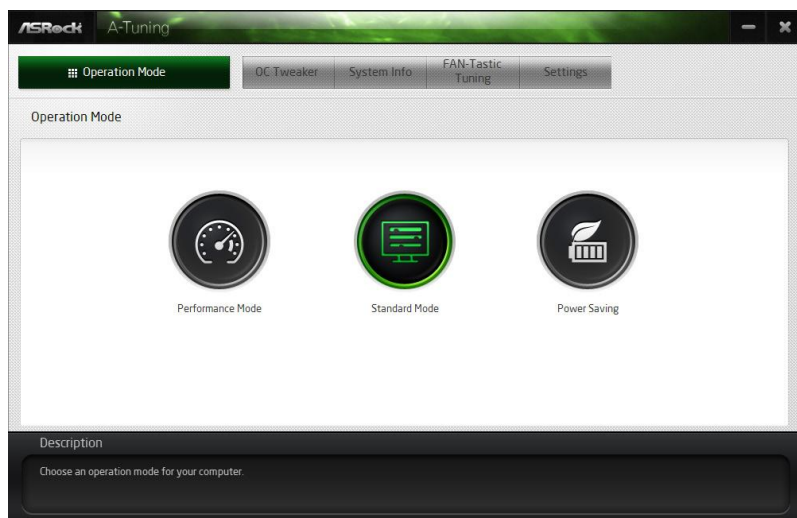 ASRock A-Tuning
Operation Mode OC Tweaker System Info FAN-Tastic
Tuning Settings
Operation Mode
Performance Mode Standard Mode Power Saving
Description
Choose an operation mode for your computer.